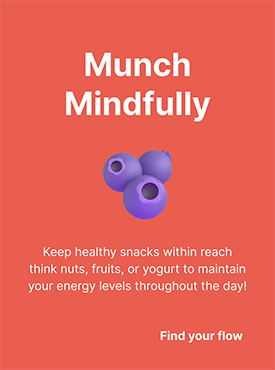 Munch
Mindfully
Keep healthy snacks within reach
think nuts, fruits, or yogurt to maintain
your energy levels throughout the day!
Find your flow